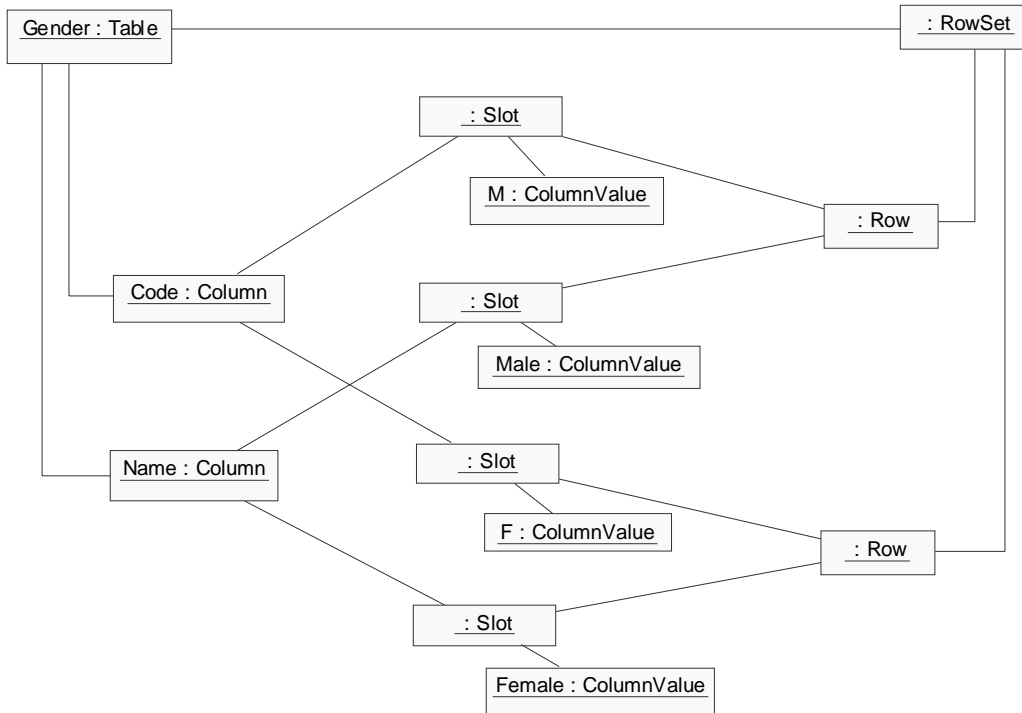 Gender : Table
: RowSet
: Slot
M : ColumnValue
: Row
Code : Column
: Slot
Male : ColumnValue
Name : Column
: Slot
F : ColumnValue
: Row
: Slot
Female : ColumnValue